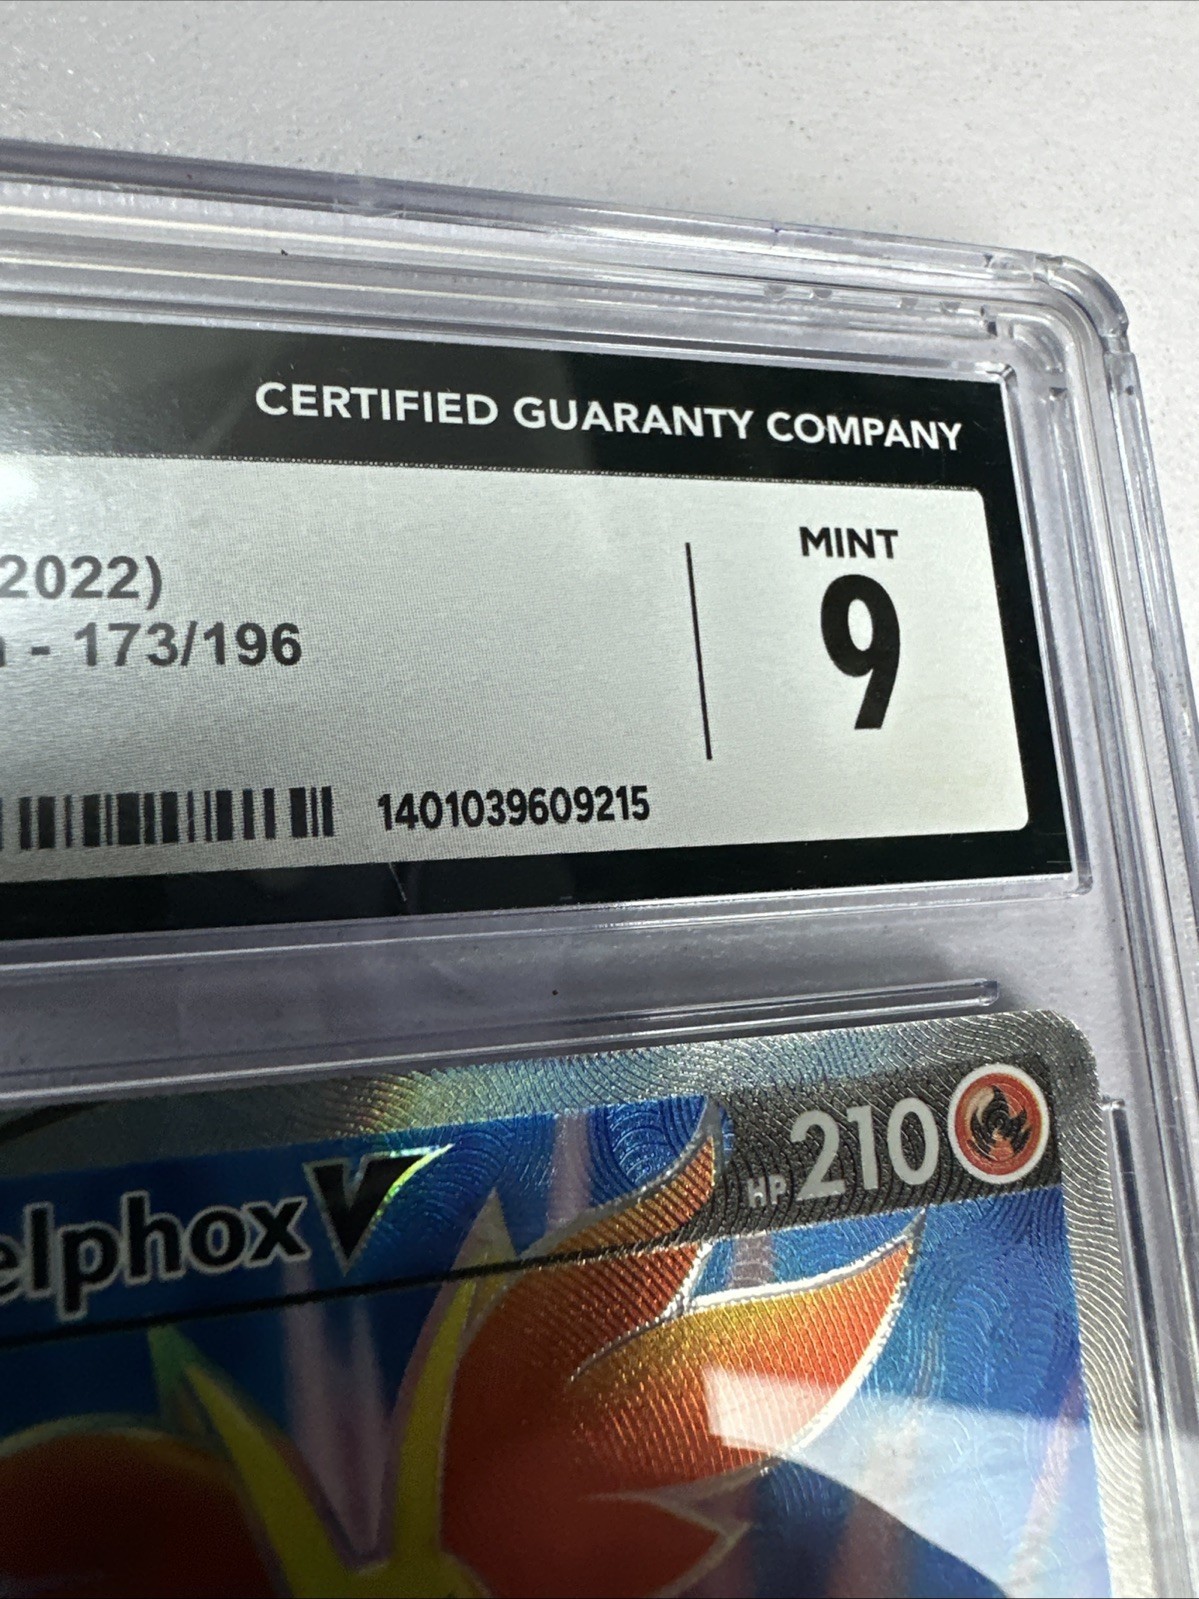 CERTIFIED GUARANTY COMPANY
MINT
9
2022)
- 173/196
1401039609215
elphox V
HP 210